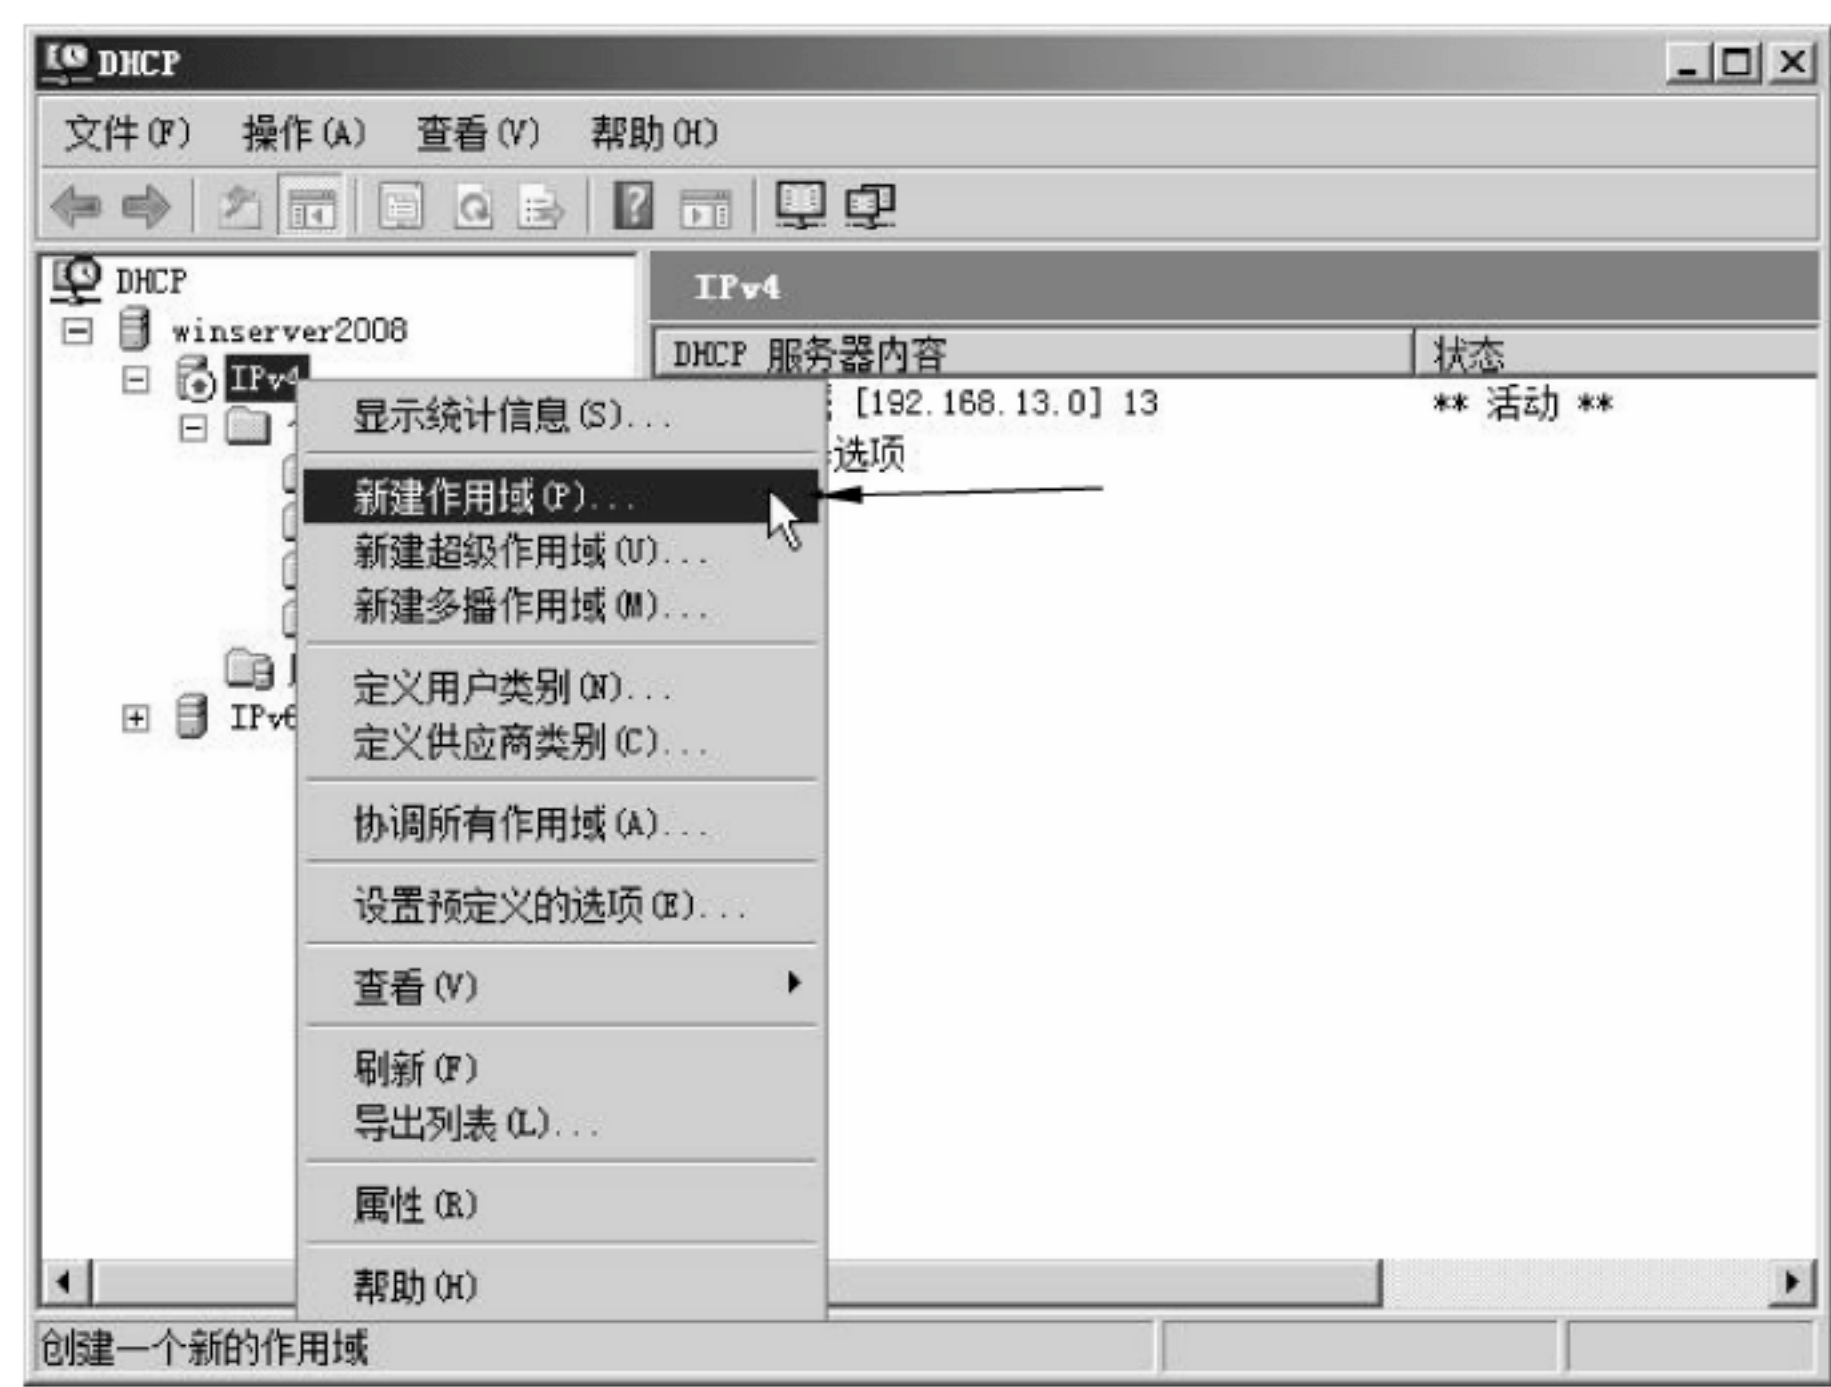 DHCP
文件(F) 操作(A) 查看(V) 帮助(H)
DHCP
winserver2008
IPv4
IPv4
DHCP 服务器内容 状态
[192.168.13.0] 13 ** 活动 **
选项
显示统计信息(S)...
新建作用域(P)...
新建超级作用域(U)...
新建多播作用域(M)...
定义用户类别(N)...
定义供应商类别(C)...
协调所有作用域(A)...
设置预定义的选项(E)...
查看(V)
刷新(F)
导出列表(L)...
属性(R)
帮助(H)
IPv6
创建一个新的作用域